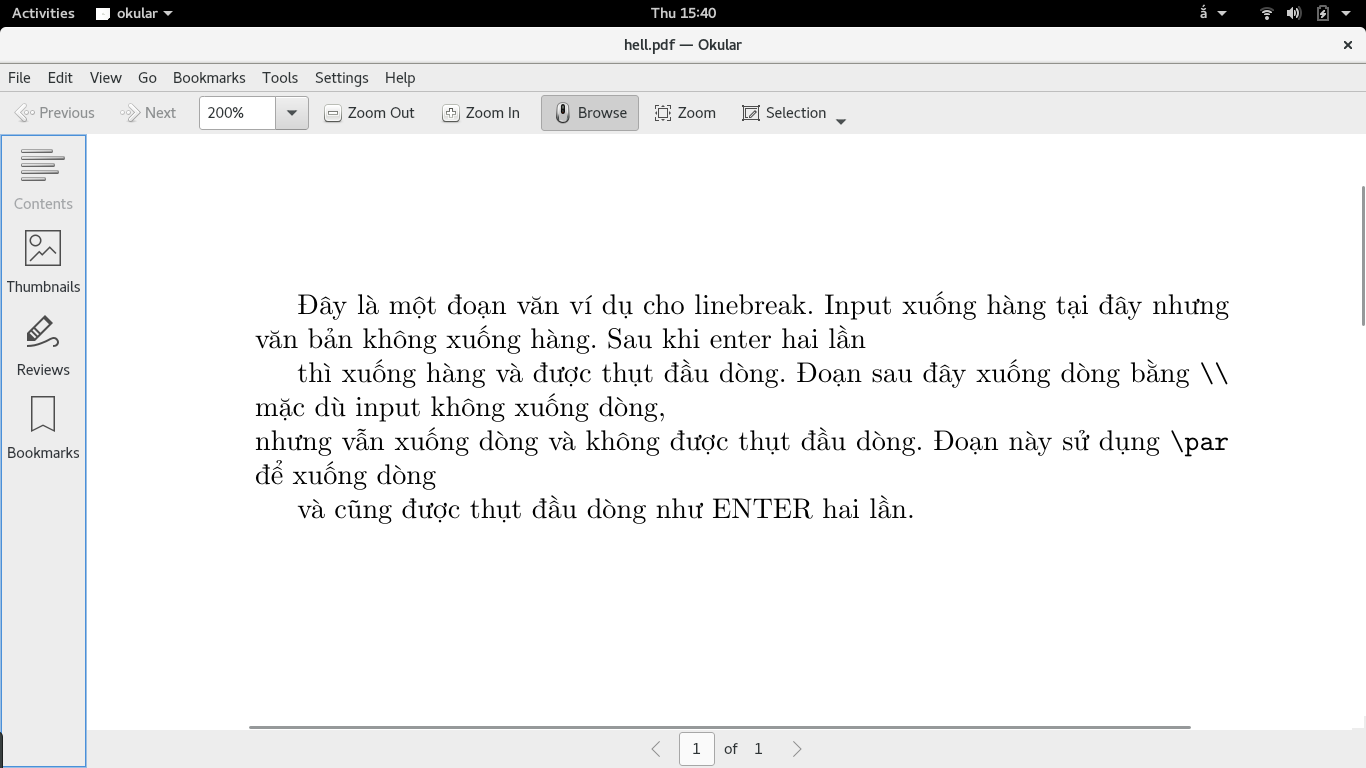 Activities okular Thu 15:40 ắ
hell.pdf — Okular
File Edit View Go Bookmarks Tools Settings Help
Previous Next 200% Zoom Out Zoom In Browse Zoom Selection
Contents
Thumbnails
Reviews
Bookmarks
Đây là một đoạn văn ví dụ cho linebreak. Input xuống hàng tại đây nhưng
văn bản không xuống hàng. Sau khi enter hai lần
thì xuống hàng và được thụt đầu dòng. Đoạn sau đây xuống dòng bằng \\
mặc dù input không xuống dòng,
nhưng vẫn xuống dòng và không được thụt đầu dòng. Đoạn này sử dụng \par
để xuống dòng
và cũng được thụt đầu dòng như ENTER hai lần.
1 of 1